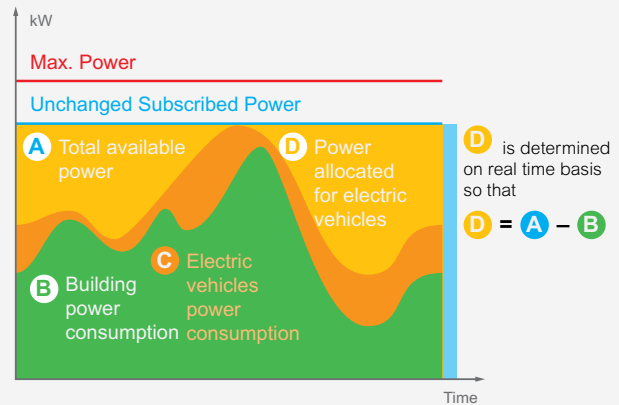 kW
Max. Power
Unchanged Subscribed Power
A Total available
power
D Power
allocated
for electric
vehicles
C Electric
vehicles
power
consumption
B Building
power
consumption
Time
D is determined
on real time basis
so that
D = A – B